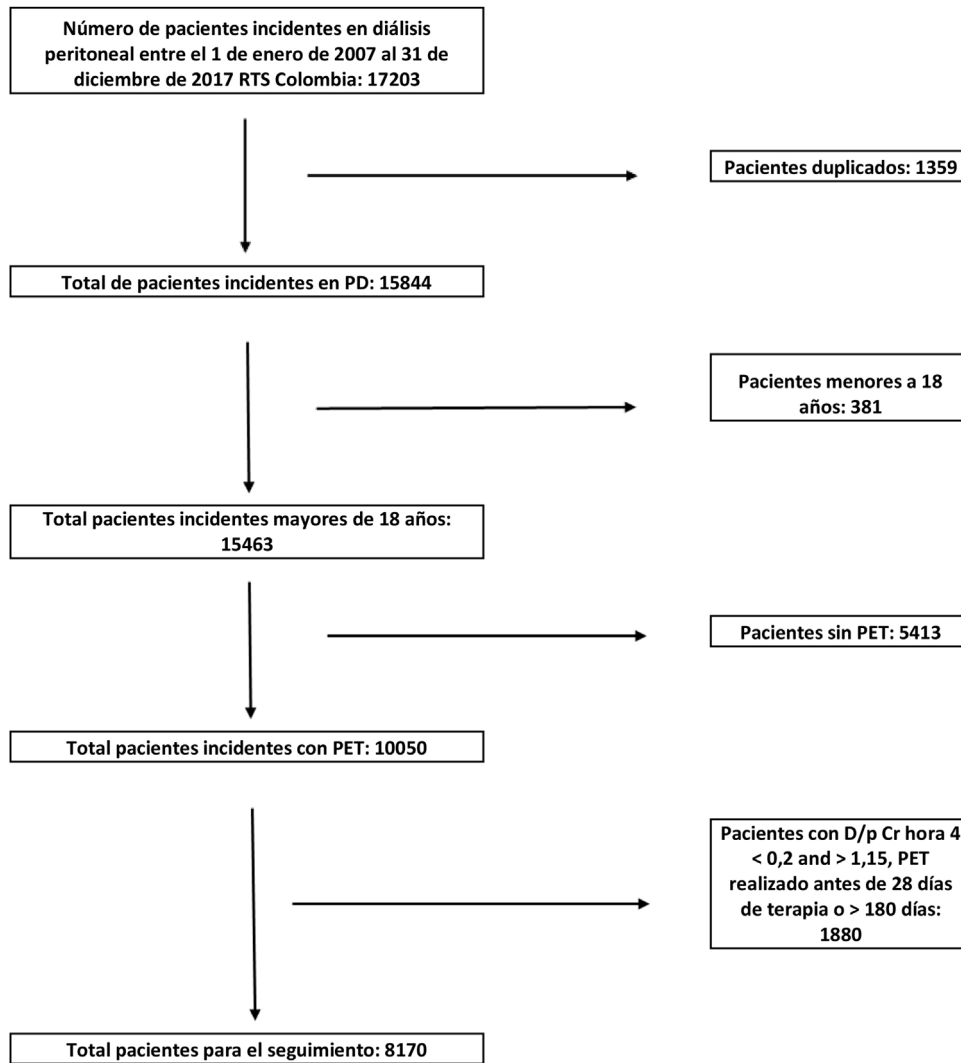 Número de pacientes incidentes en diálisis
peritoneal entre el 1 de enero de 2007 al 31 de
diciembre de 2017 RTS Colombia: 17203
Pacientes duplicados: 1359
Total de pacientes incidentes en PD: 15844
Pacientes menores a 18
años: 381
Total pacientes incidentes mayores de 18 años:
15463
Pacientes sin PET: 5413
Total pacientes incidentes con PET: 10050
Pacientes con D/p Cr hora 4
< 0,2 and > 1,15, PET
realizado antes de 28 días
de terapia o > 180 días:
1880
Total pacientes para el seguimiento: 8170